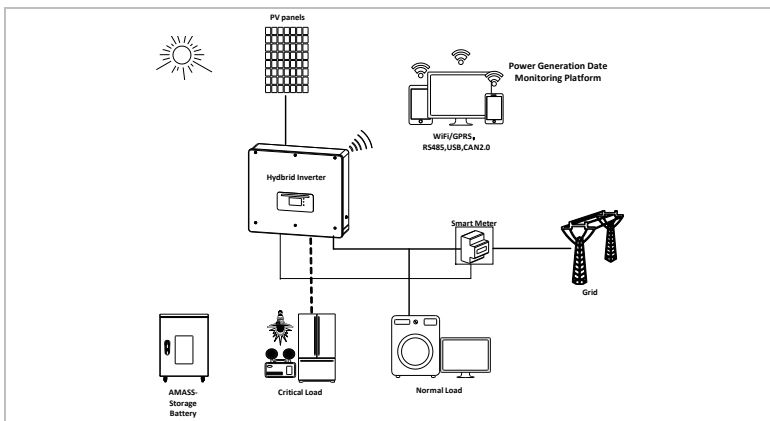 PV panels
Power Generation Date
Monitoring Platform
WiFi/GPRS,
RS485,USB,CAN2.0
Hydbrid Inverter
Smart Meter
Grid
AMASS-
Storage
Battery
Critical Load
Normal Load